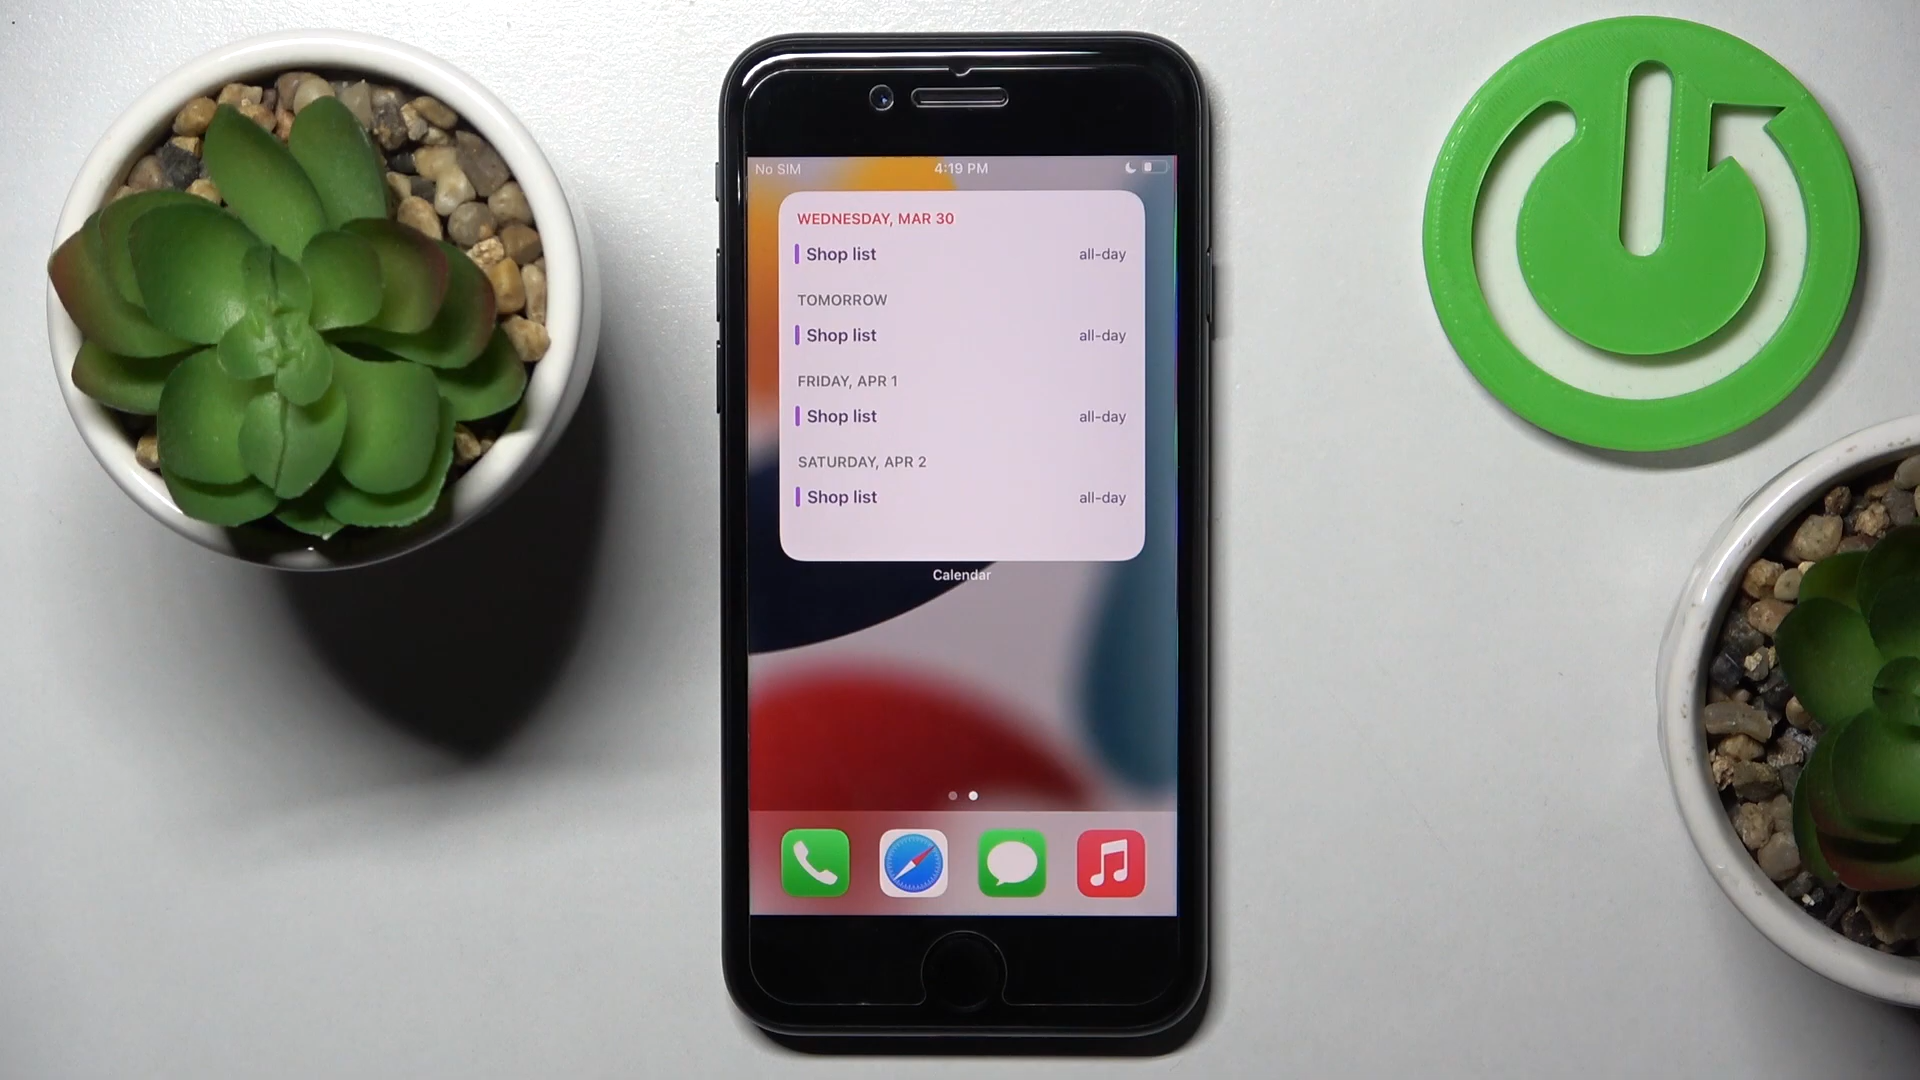 No SIM 4:19 PM
WEDNESDAY, MAR 30
Shop list all-day
TOMORROW
Shop list all-day
FRIDAY, APR 1
Shop list all-day
SATURDAY, APR 2
Shop list all-day
Calendar